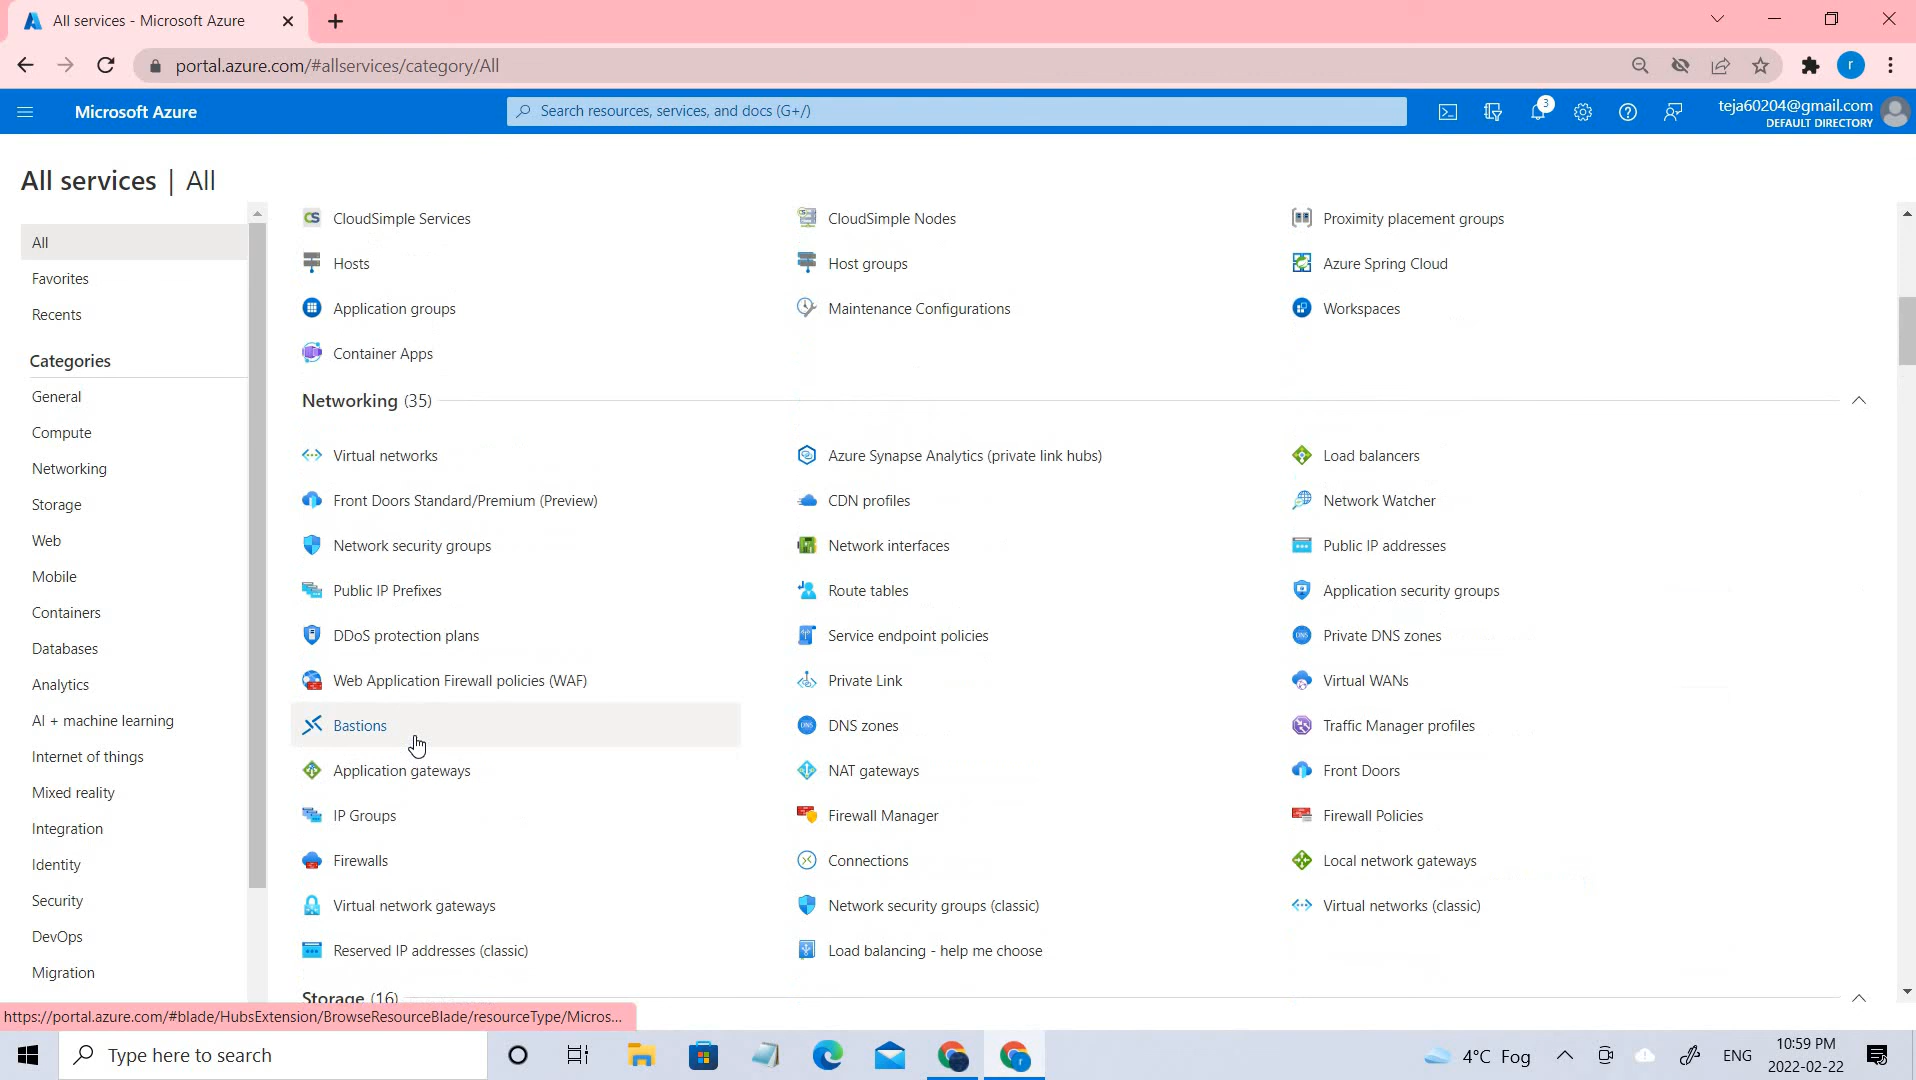 All services - Microsoft Azure
portal.azure.com/#allservices/category/All
r
Microsoft Azure
Search resources, services, and docs (G+/)
3
teja60204@gmail.com
DEFAULT DIRECTORY
All services | All
All
Favorites
Recents
Categories
General
Compute
Networking
Storage
Web
Mobile
Containers
Databases
Analytics
AI + machine learning
Internet of things
Mixed reality
Integration
Identity
Security
DevOps
Migration
CloudSimple Services
CloudSimple Nodes
Proximity placement groups
Hosts
Host groups
Azure Spring Cloud
Application groups
Maintenance Configurations
Workspaces
Container Apps
Networking (35)
Virtual networks
Azure Synapse Analytics (private link hubs)
Load balancers
Front Doors Standard/Premium (Preview)
CDN profiles
Network Watcher
Network security groups
Network interfaces
Public IP addresses
Public IP Prefixes
Route tables
Application security groups
DDoS protection plans
Service endpoint policies
Private DNS zones
Web Application Firewall policies (WAF)
Private Link
Virtual WANs
Bastions
DNS zones
Traffic Manager profiles
Application gateways
NAT gateways
Front Doors
IP Groups
Firewall Manager
Firewall Policies
Firewalls
Connections
Local network gateways
Virtual network gateways
Network security groups (classic)
Virtual networks (classic)
Reserved IP addresses (classic)
Load balancing - help me choose
Storage (16)
https://portal.azure.com/#blade/HubsExtension/BrowseResourceBlade/resourceType/Micros...
Type here to search
4°C Fog
ENG
10:59 PM
2022-02-22